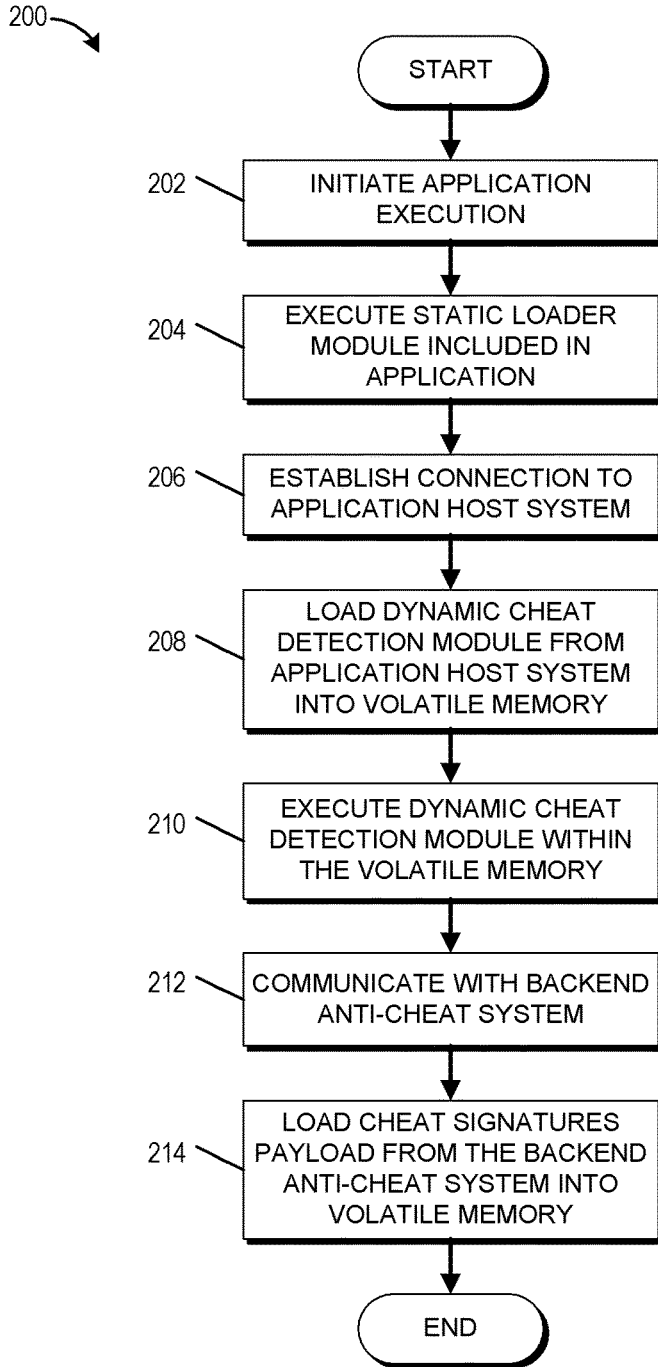 200
START
202
INITIATE APPLICATION
EXECUTION
204
EXECUTE STATIC LOADER
MODULE INCLUDED IN
APPLICATION
206
ESTABLISH CONNECTION TO
APPLICATION HOST SYSTEM
208
LOAD DYNAMIC CHEAT
DETECTION MODULE FROM
APPLICATION HOST SYSTEM
INTO VOLATILE MEMORY
210
EXECUTE DYNAMIC CHEAT
DETECTION MODULE WITHIN
THE VOLATILE MEMORY
212
COMMUNICATE WITH BACKEND
ANTI-CHEAT SYSTEM
214
LOAD CHEAT SIGNATURES
PAYLOAD FROM THE BACKEND
ANTI-CHEAT SYSTEM INTO
VOLATILE MEMORY
END